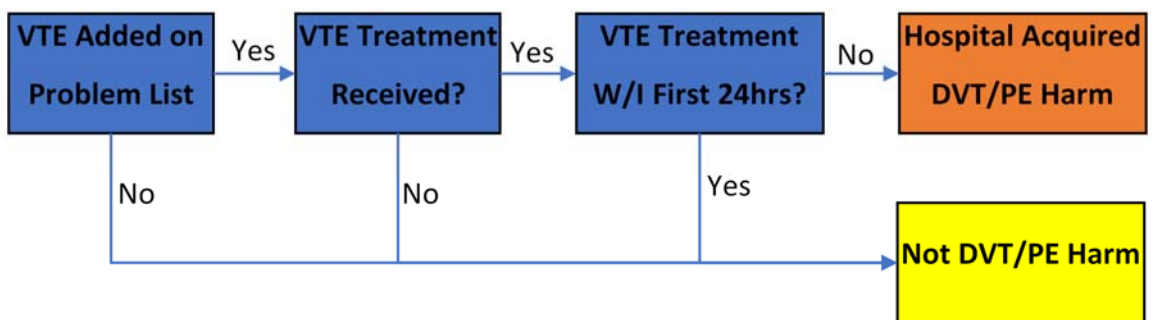 VTE Added on
Problem List
Yes
VTE Treatment
Received?
Yes
VTE Treatment
W/I First 24hrs?
No
Hospital Acquired
DVT/PE Harm
No
No
Yes
Not DVT/PE Harm